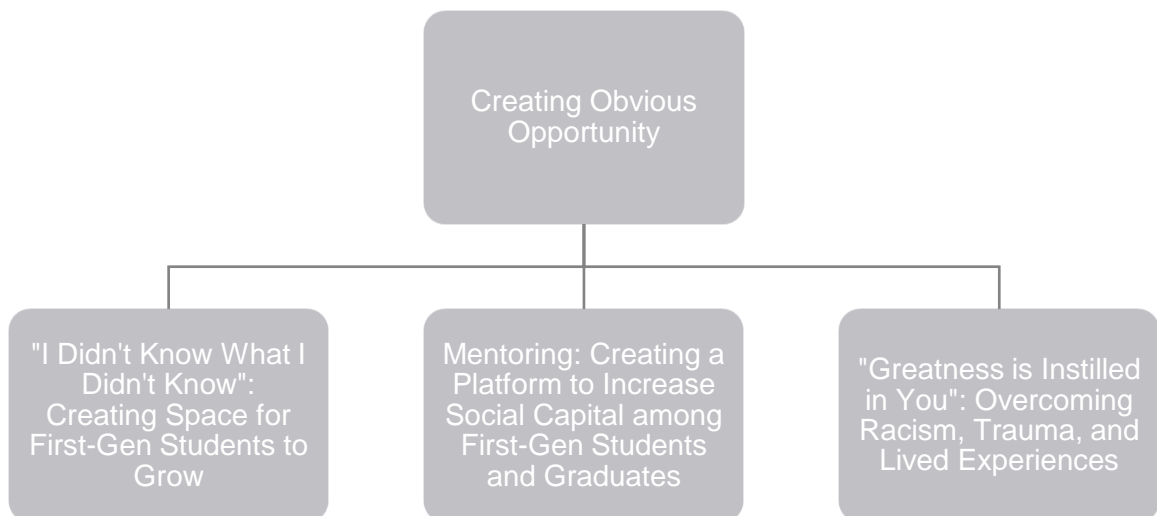 Creating Obvious
Opportunity
"I Didn't Know What I
Didn't Know":
Creating Space for
First-Gen Students to
Grow
Mentoring: Creating a
Platform to Increase
Social Capital among
First-Gen Students
and Graduates
"Greatness is Instilled
in You": Overcoming
Racism, Trauma, and
Lived Experiences